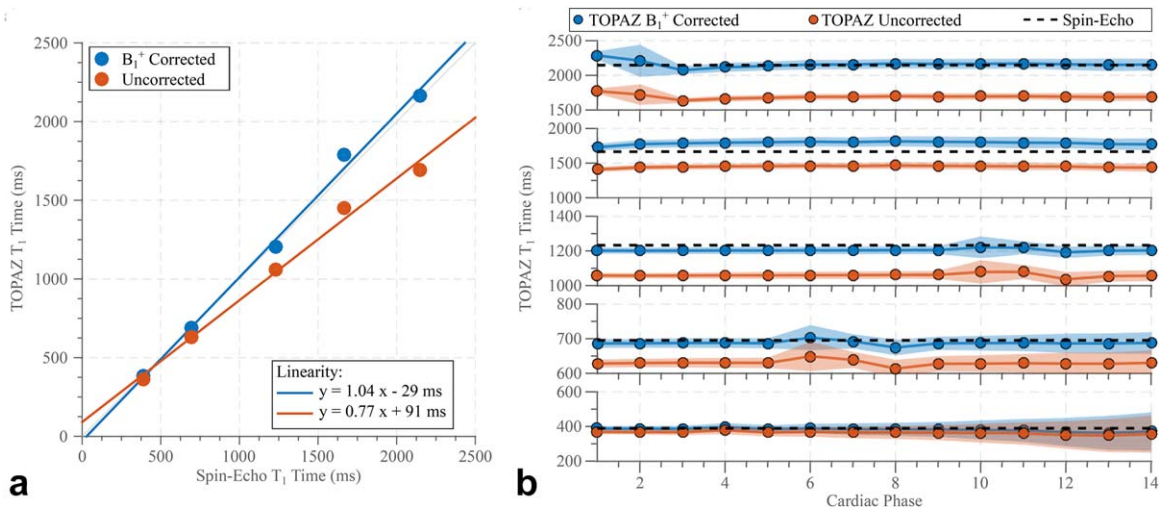 2500
2000
1500
1000
500
0
TOPAZ T₁ Time (ms)
B₁⁺ Corrected
Uncorrected
Linearity:
y = 1.04 x - 29 ms
y = 0.77 x + 91 ms
0 500 1000 1500 2000 2500
Spin-Echo T₁ Time (ms)
a
TOPAZ B₁⁺ Corrected TOPAZ Uncorrected Spin-Echo
2500
2000
1500
2000
1500
1000
1400
1200
1000
800
700
600
600
400
200
TOPAZ T₁ Time (ms)
2 4 6 8 10 12 14
Cardiac Phase
b